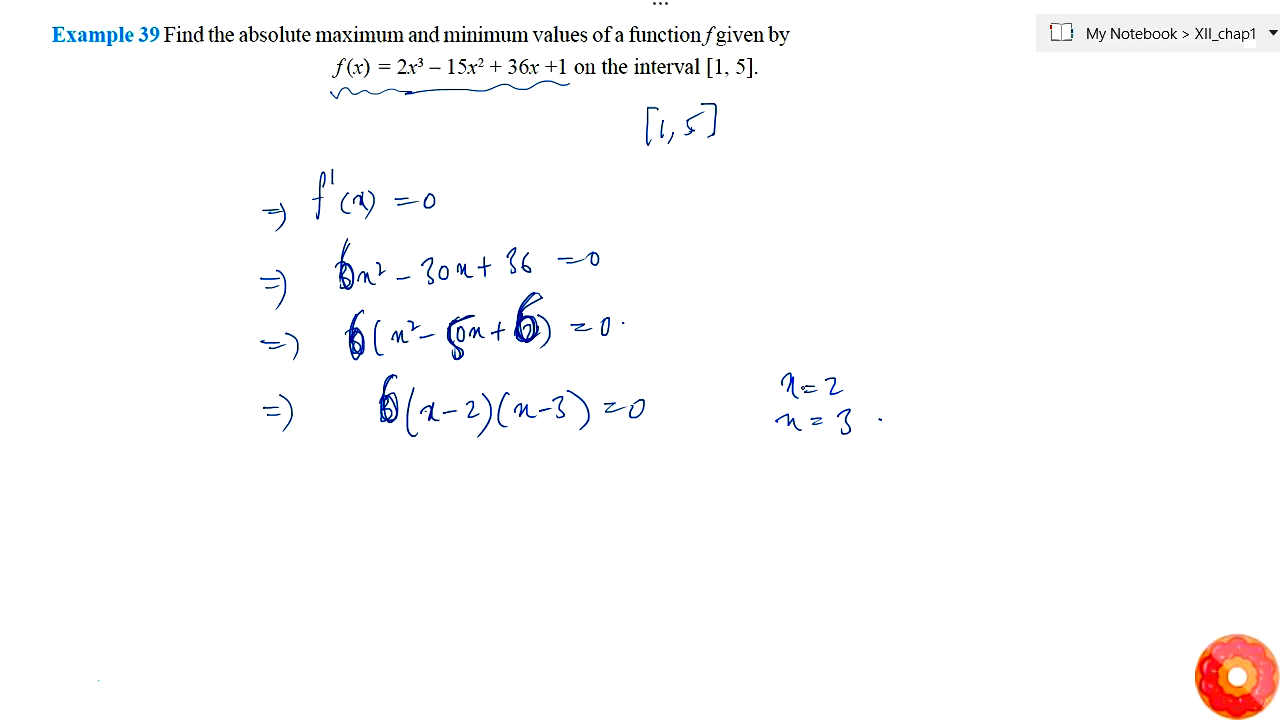 ...
My Notebook > XII_chap1
Example 39 Find the absolute maximum and minimum values of a function f given by
f(x) = 2x³ – 15x² + 36x +1 on the interval [1, 5].
[1, 5]
⇒ f'(x) = 0
⇒ 6x² – 30x + 36 = 0
⇒ 6(x² – 5x + 6) = 0.
⇒ 6(x – 2)(x – 3) = 0
x = 2
x = 3